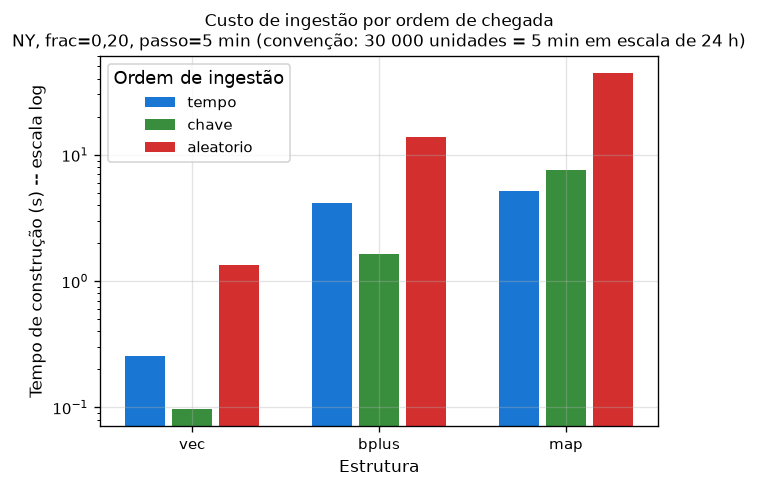 Custo de ingestão por ordem de chegada
NY, frac=0,20, passo=5 min (convenção: 30 000 unidades = 5 min em escala de 24 h)
Tempo de construção (s) -- escala log
10^1
10^0
10^-1
Ordem de ingestão
tempo
chave
aleatorio
vec
bplus
map
Estrutura